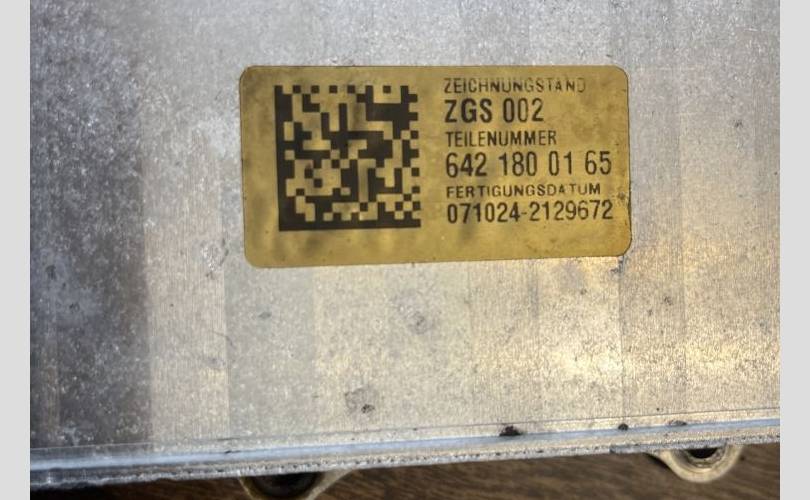 ZEICHNUNGSTAND
ZGS 002
TEILENUMMER
642 180 01 65
FERTIGUNGSDATUM
071024-2129672